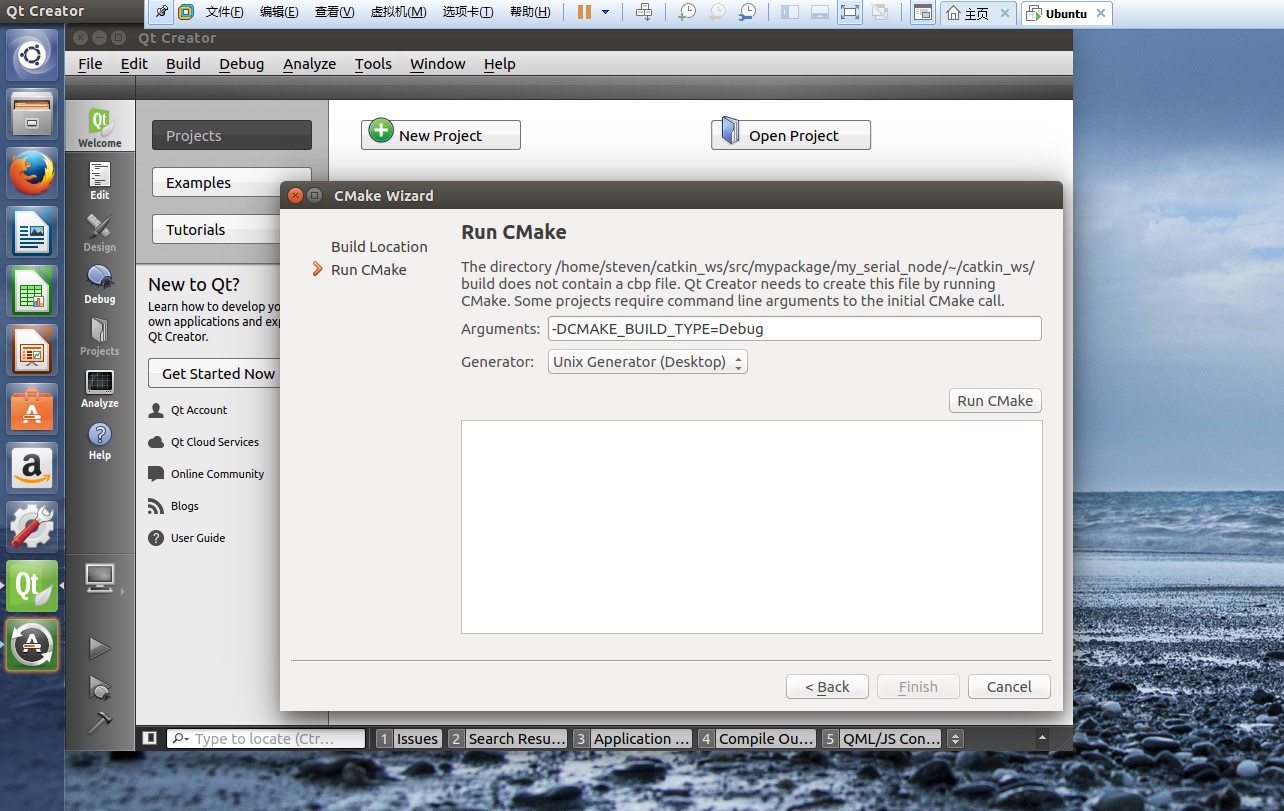 Qt Creator
文件(F) 编辑(E) 查看(V) 虚拟机(M) 选项卡(T) 帮助(H) 主页 Ubuntu
Qt Creator
File Edit Build Debug Analyze Tools Window Help
Welcome
Edit
Design
Debug
Projects
Analyze
Help
Projects
Examples
Tutorials
New Project
Open Project
New to Qt?
Learn how to develop yo
own applications and exp
Qt Creator.
Get Started Now
Qt Account
Qt Cloud Services
Online Community
Blogs
User Guide
CMake Wizard
Build Location
Run CMake
Run CMake
The directory /home/steven/catkin_ws/src/mypackage/my_serial_node/~/catkin_ws/
build does not contain a cbp file. Qt Creator needs to create this file by running
CMake. Some projects require command line arguments to the initial CMake call.
Arguments: -DCMAKE_BUILD_TYPE=Debug
Generator: Unix Generator (Desktop)
Run CMake
< Back Finish Cancel
Type to locate (Ctr... 1 Issues 2 Search Resu... 3 Application ... 4 Compile Ou... 5 QML/JS Con...